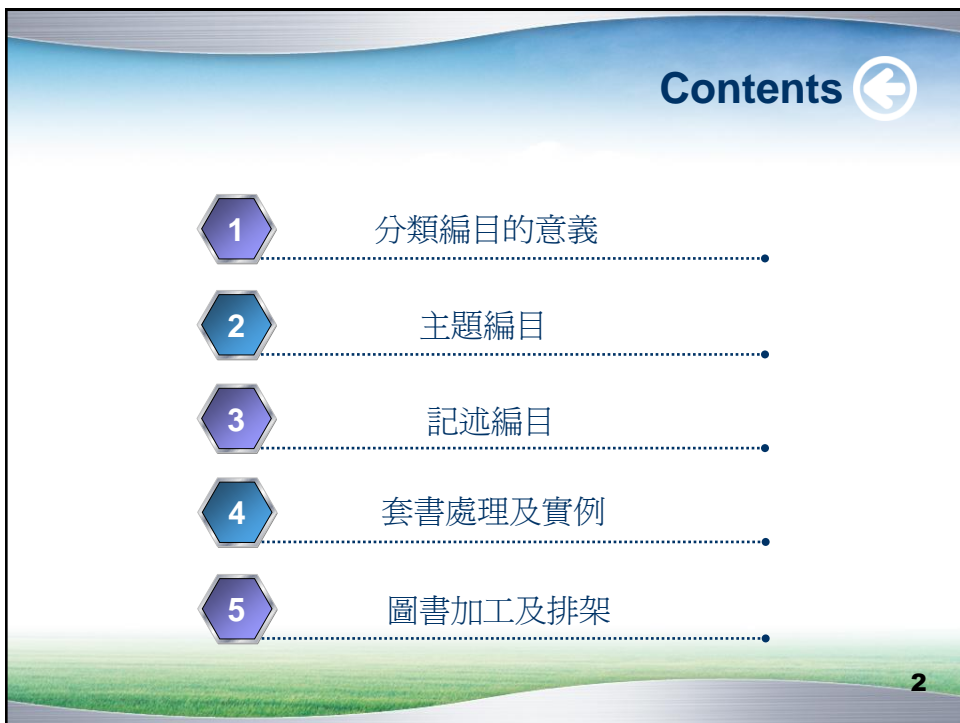 Contents
1 分類編目的意義
2 主題編目
3 記述編目
4 套書處理及實例
5 圖書加工及排架
2